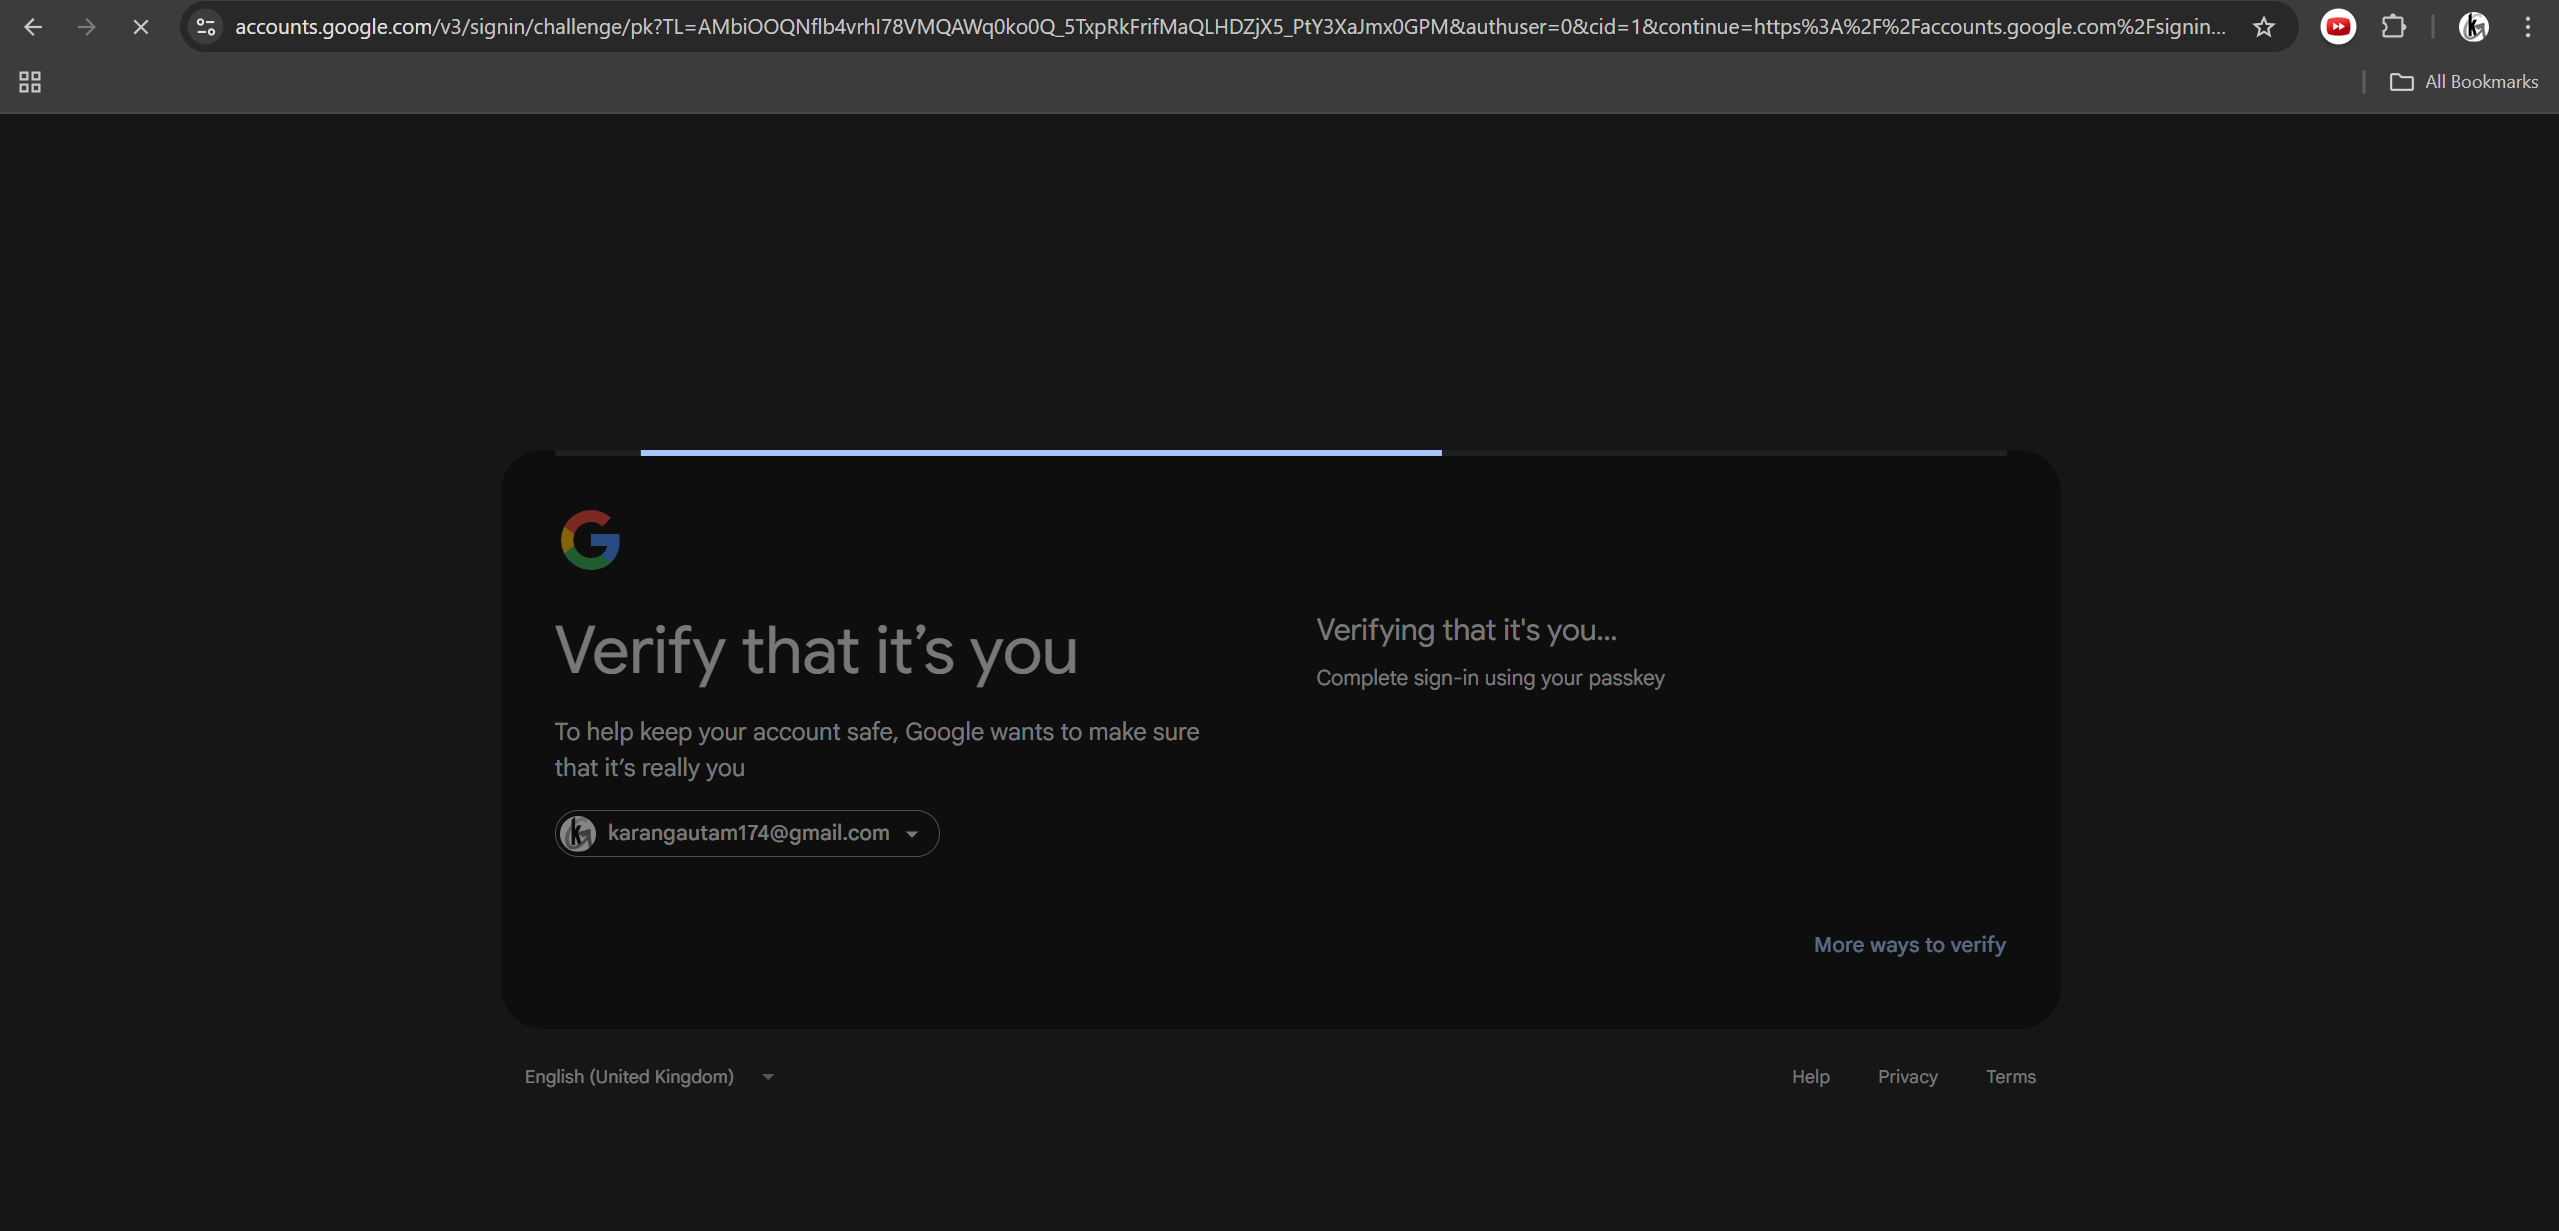 accounts.google.com/v3/signin/challenge/pk?TL=AMbiOOQNflb4vrhI78VMQAWq0ko0Q_5TxpRkFrifMaQLHDZjX5_PtY3XaJmx0GPM&authuser=0&cid=1&continue=https%3A%2F%2Faccounts.google.com%2Fsignin...
All Bookmarks
Verify that it’s you
To help keep your account safe, Google wants to make sure
that it’s really you
karangautam174@gmail.com
Verifying that it's you...
Complete sign-in using your passkey
More ways to verify
English (United Kingdom)
Help Privacy Terms